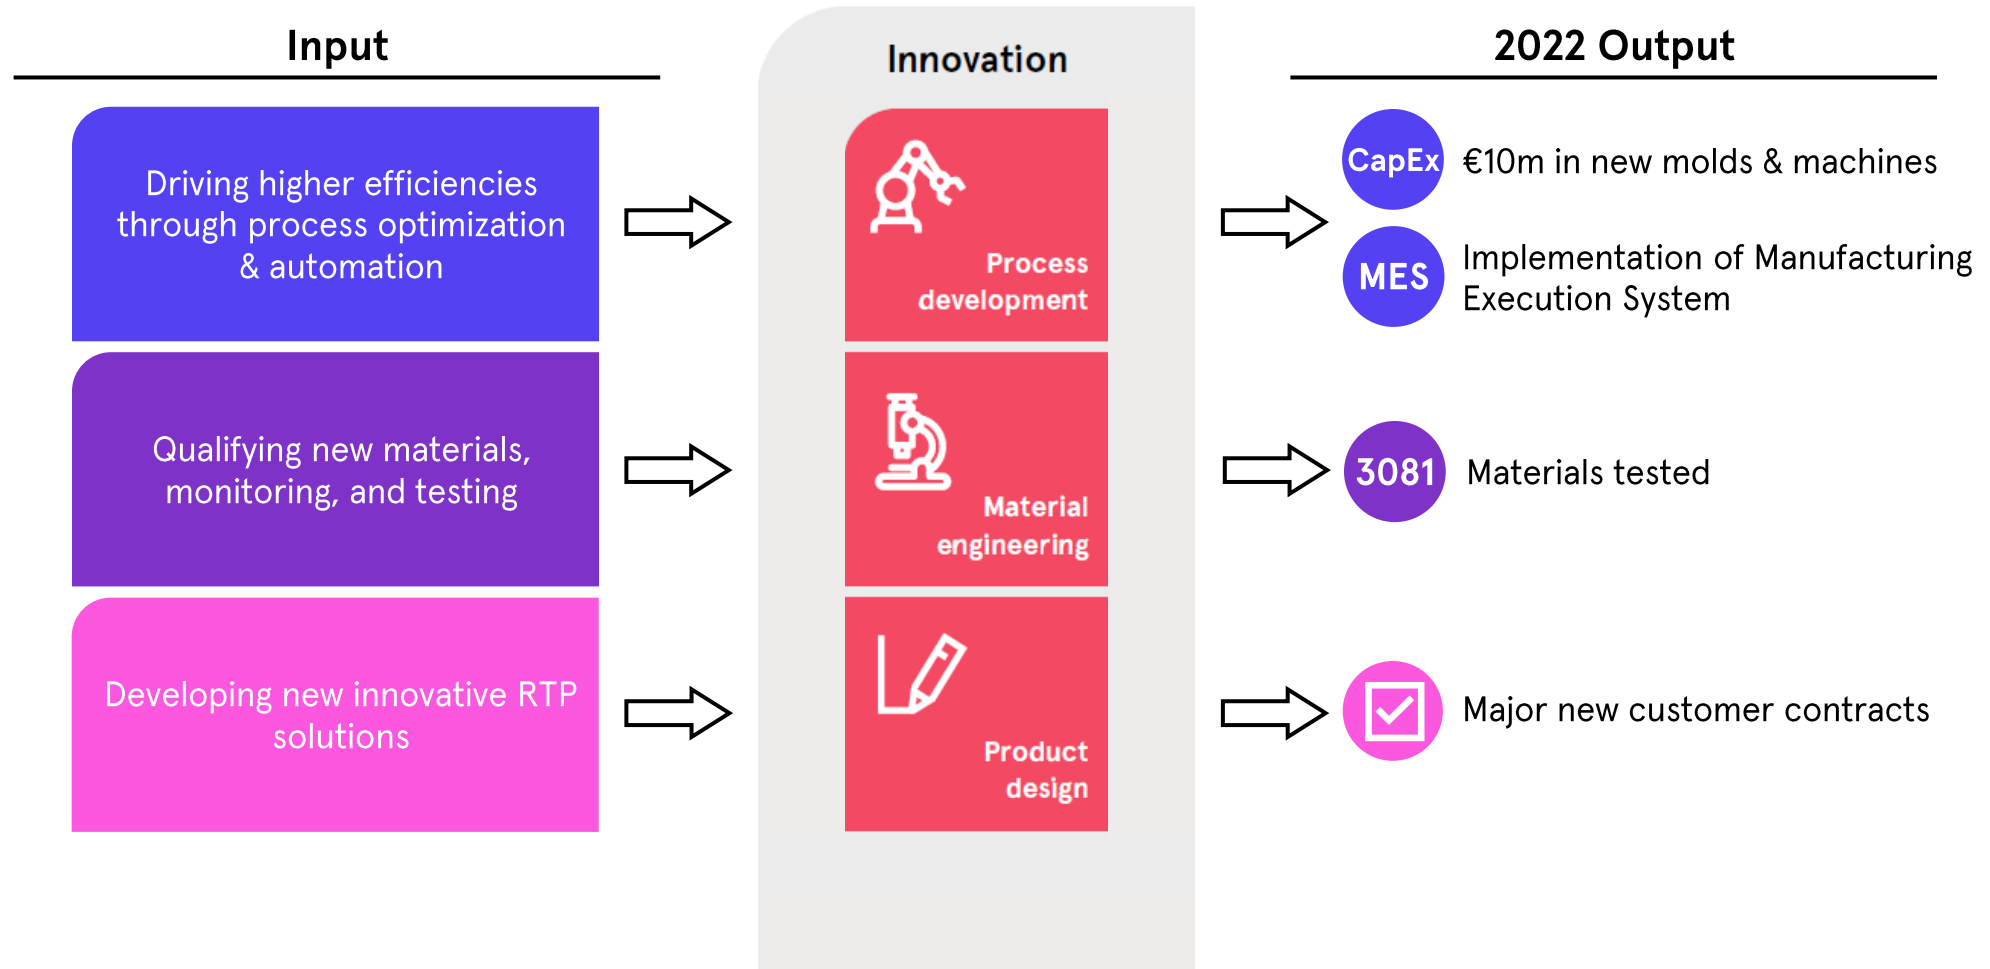 Input
Innovation
2022 Output
Driving higher efficiencies
through process optimization
& automation
Process
development
CapEx
€10m in new molds & machines
MES
Implementation of Manufacturing
Execution System
Qualifying new materials,
monitoring, and testing
Material
engineering
3081
Materials tested
Developing new innovative RTP
solutions
Product
design
Major new customer contracts